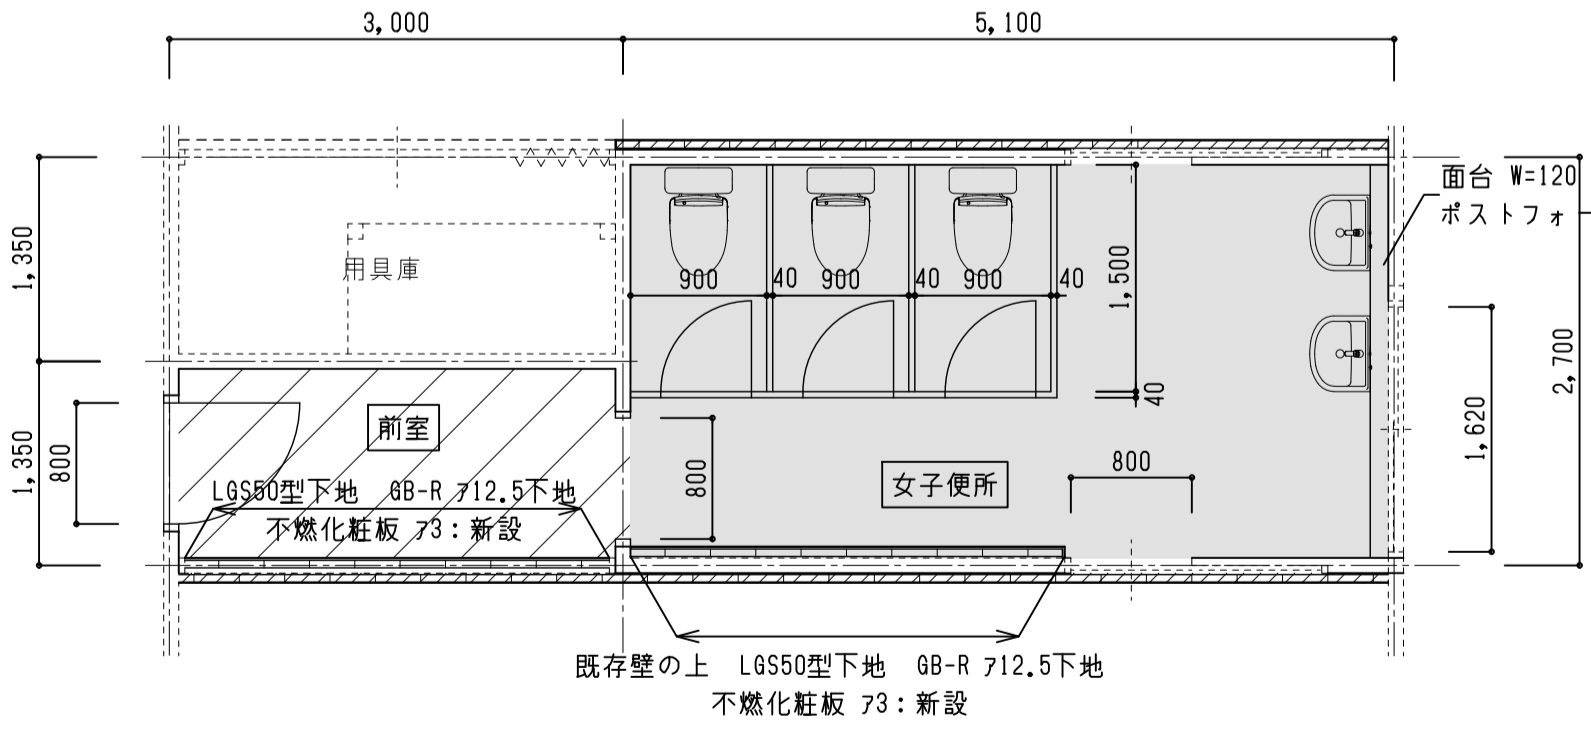 3,000
5,100
面台 W=120
ポストフォ
1,350
用具庫
900
40
900
40
900
40
1,500
40
2,700
1,620
前室
1,350
800
800
女子便所
800
LGS50型下地 GB-R ｱ12.5下地
不燃化粧板 ｱ3：新設
既存壁の上 LGS50型下地 GB-R ｱ12.5下地
不燃化粧板 ｱ3：新設